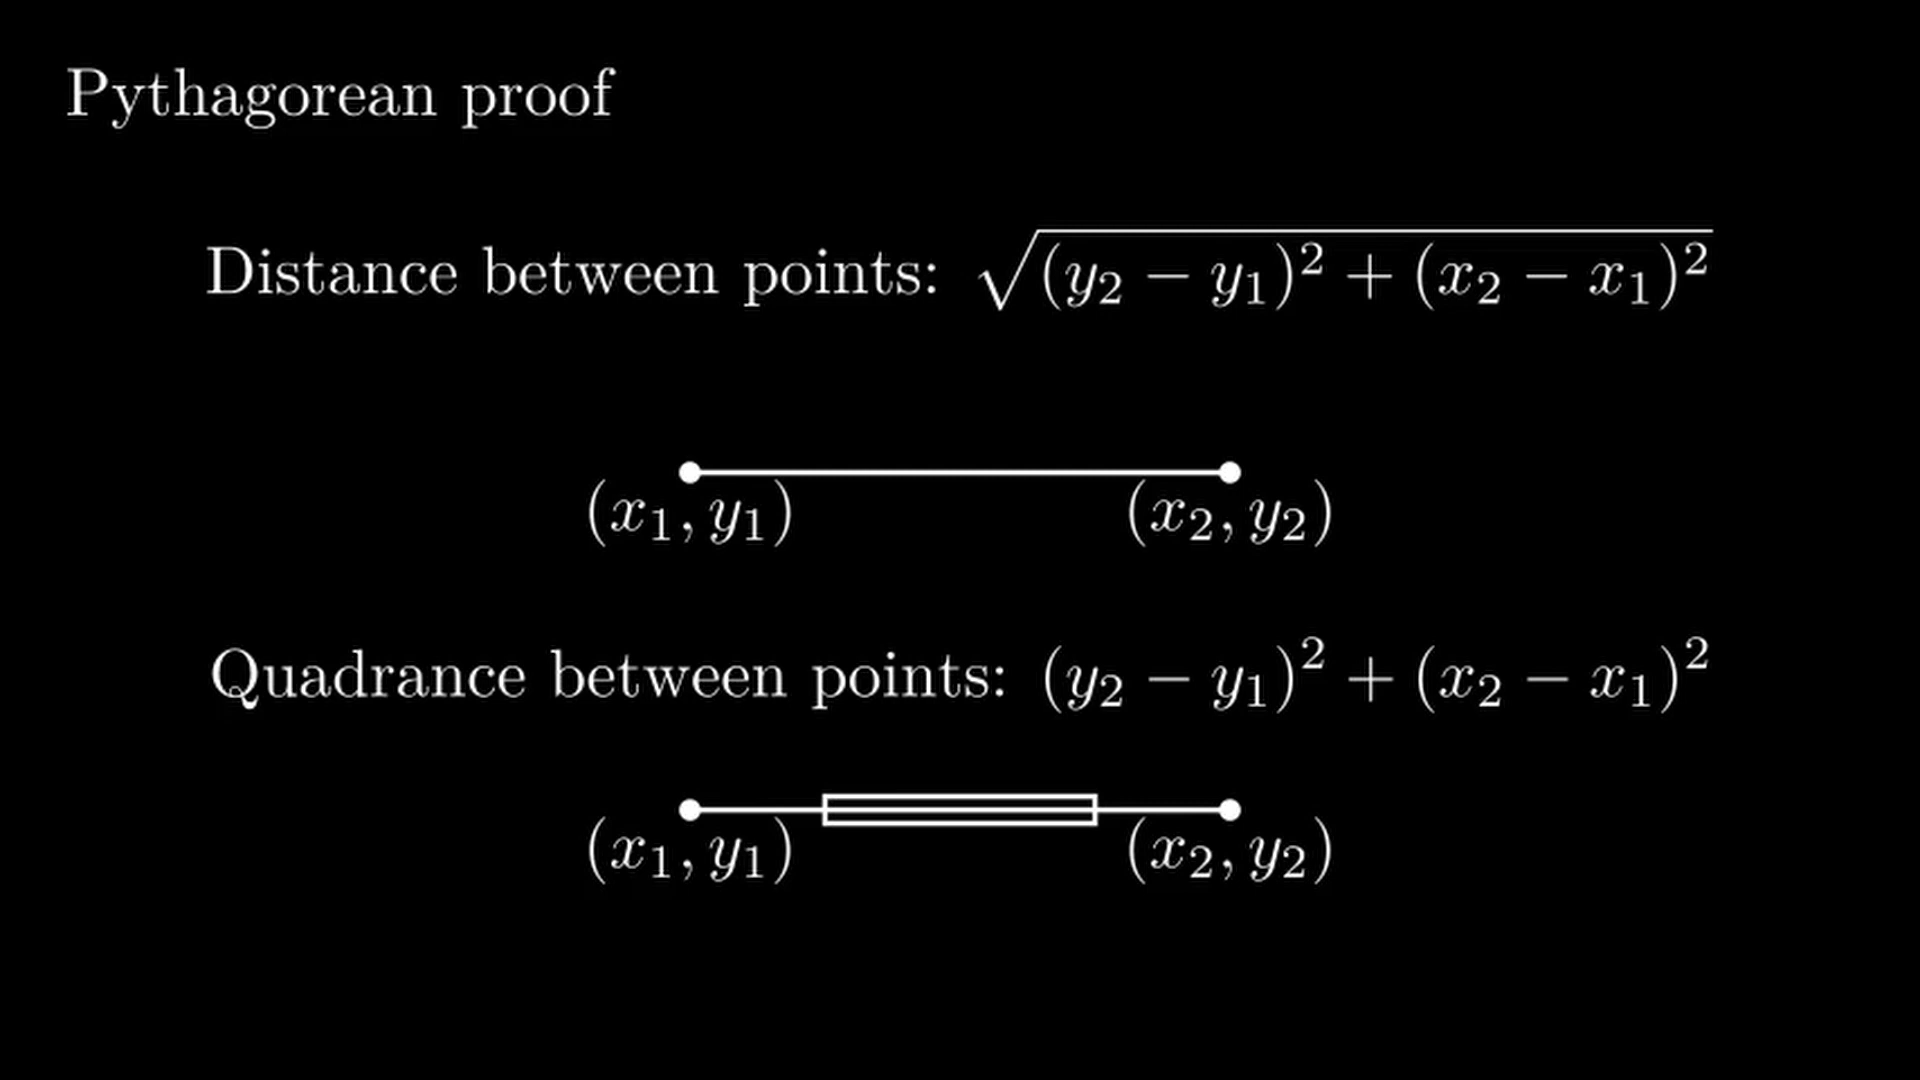 Pythagorean proof
Distance between points: √((y₂ − y₁)² + (x₂ − x₁)²)
(x₁, y₁) (x₂, y₂)
Quadrance between points: (y₂ − y₁)² + (x₂ − x₁)²
(x₁, y₁) (x₂, y₂)